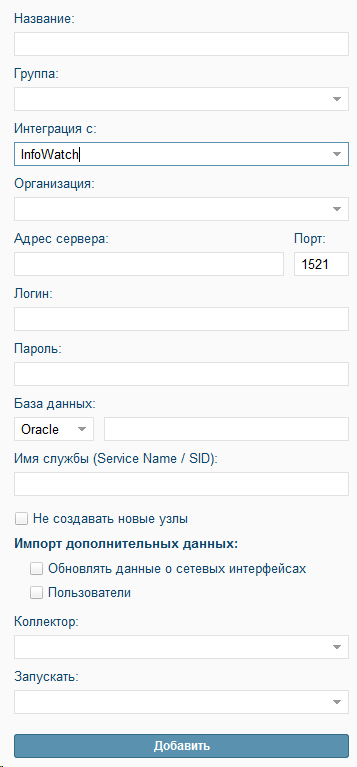 Название:
Группа:
Интеграция с:
InfoWatch
Организация:
Адрес сервера: Порт:
1521
Логин:
Пароль:
База данных:
Oracle
Имя службы (Service Name / SID):
Не создавать новые узлы
Импорт дополнительных данных:
Обновлять данные о сетевых интерфейсах
Пользователи
Коллектор:
Запускать:
Добавить